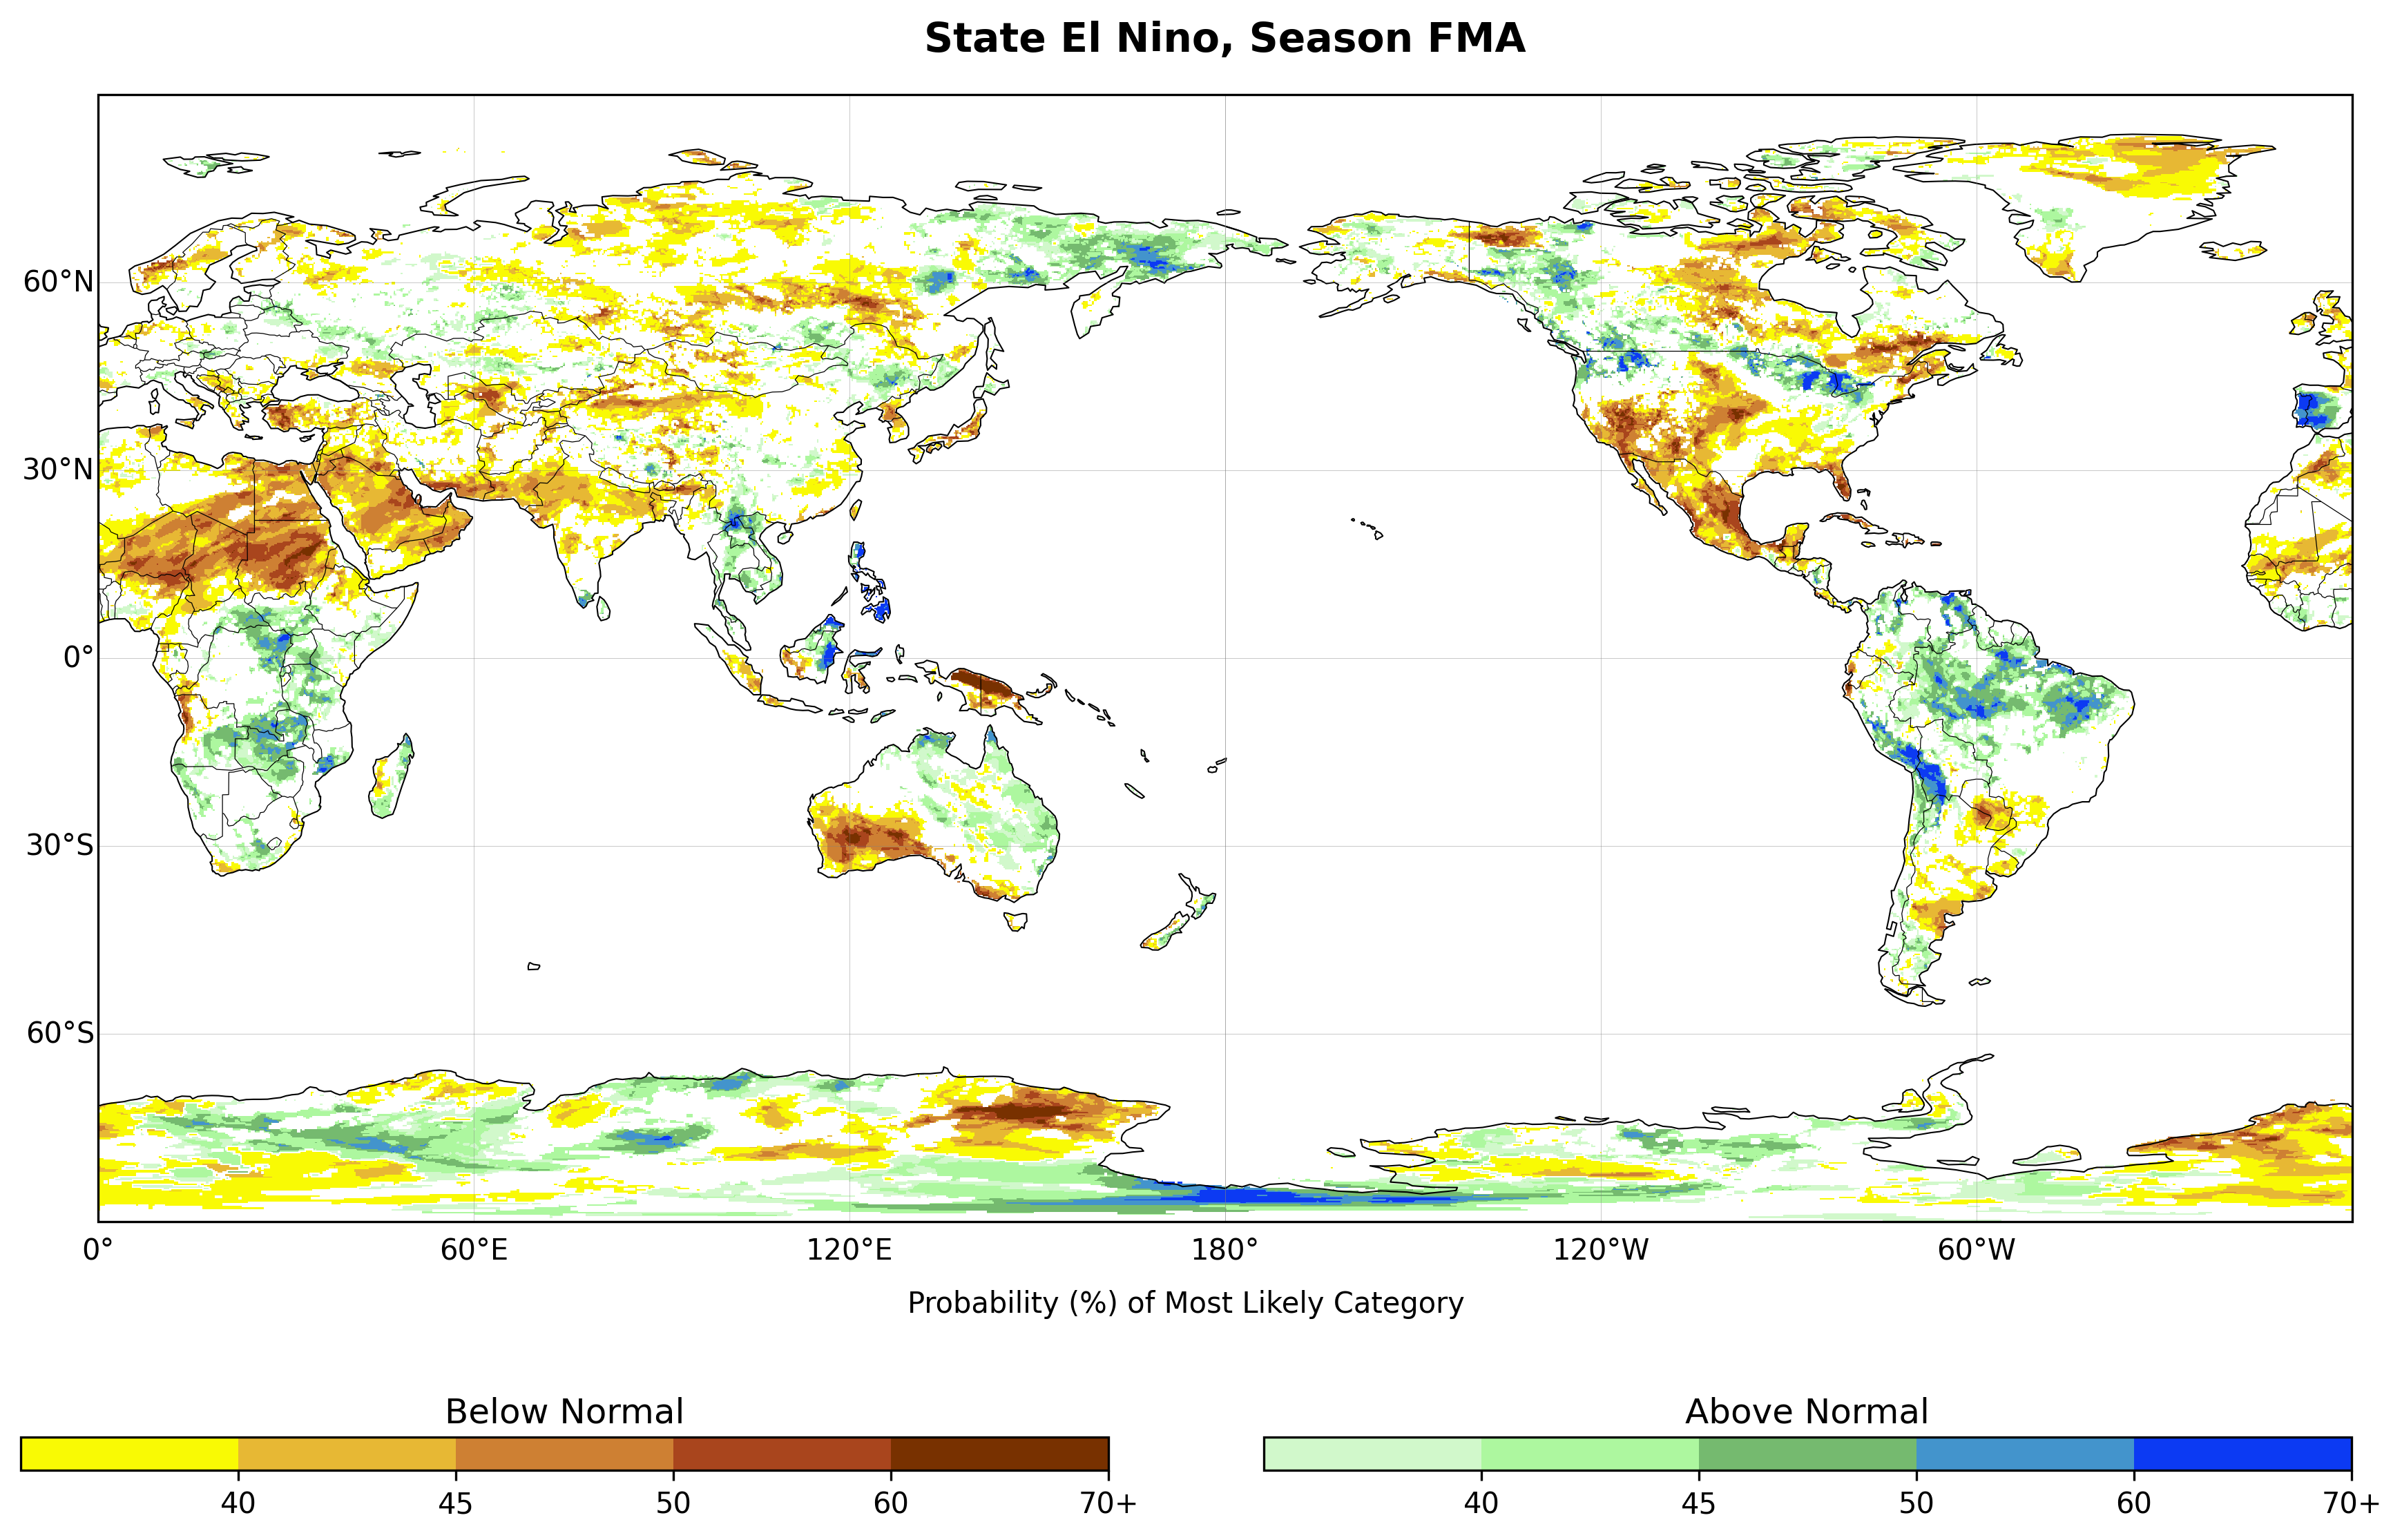 State El Nino, Season FMA
60°N
30°N
0°
30°S
60°S
0° 60°E 120°E 180° 120°W 60°W
Probability (%) of Most Likely Category
Below Normal
40 45 50 60 70+
Above Normal
40 45 50 60 70+